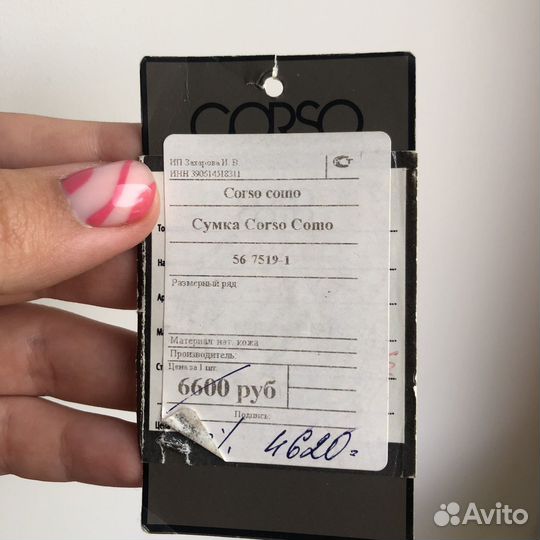 CORSO
ИП Захарова И. В.
ИНН
Corso como
Сумка Corso Como
56 7519-1
Размерный ряд
Материал: нат. кожа
Производитель:
Цена за 1 шт.
6600 руб
Подпись:
% 4620=
Avito